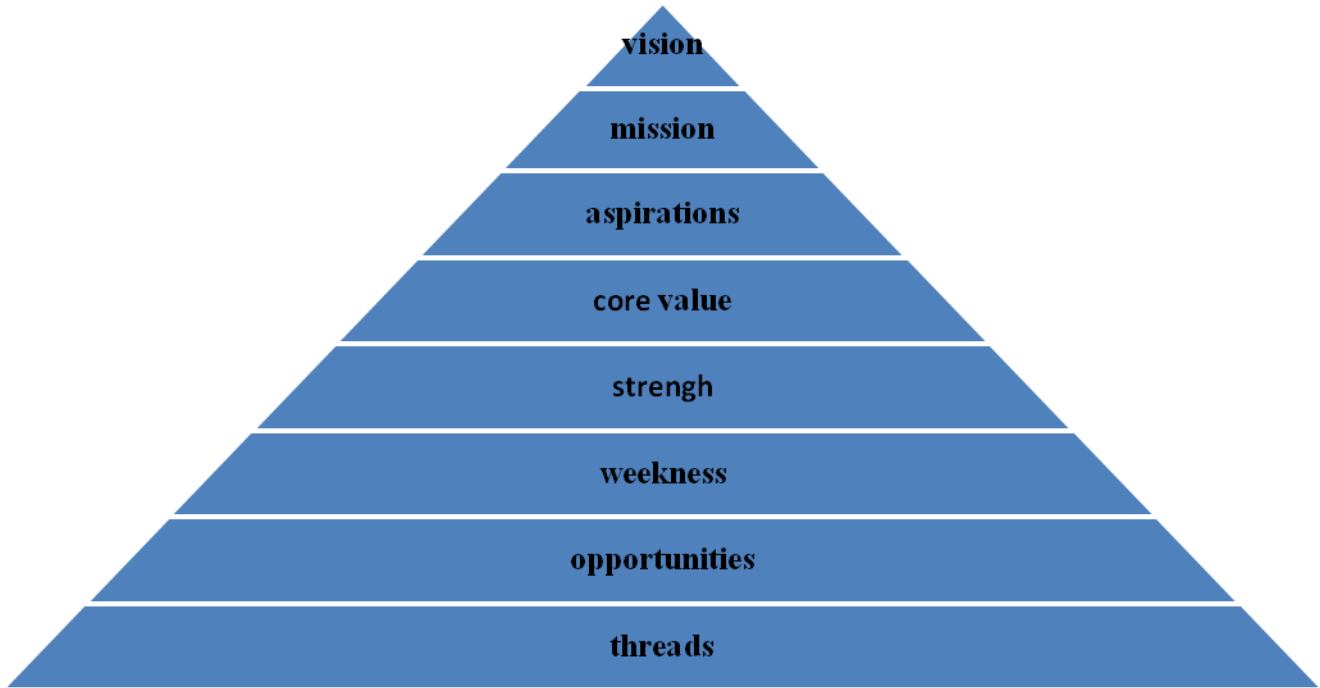 vision
mission
aspirations
core value
strengh
weekness
opportunities
threads